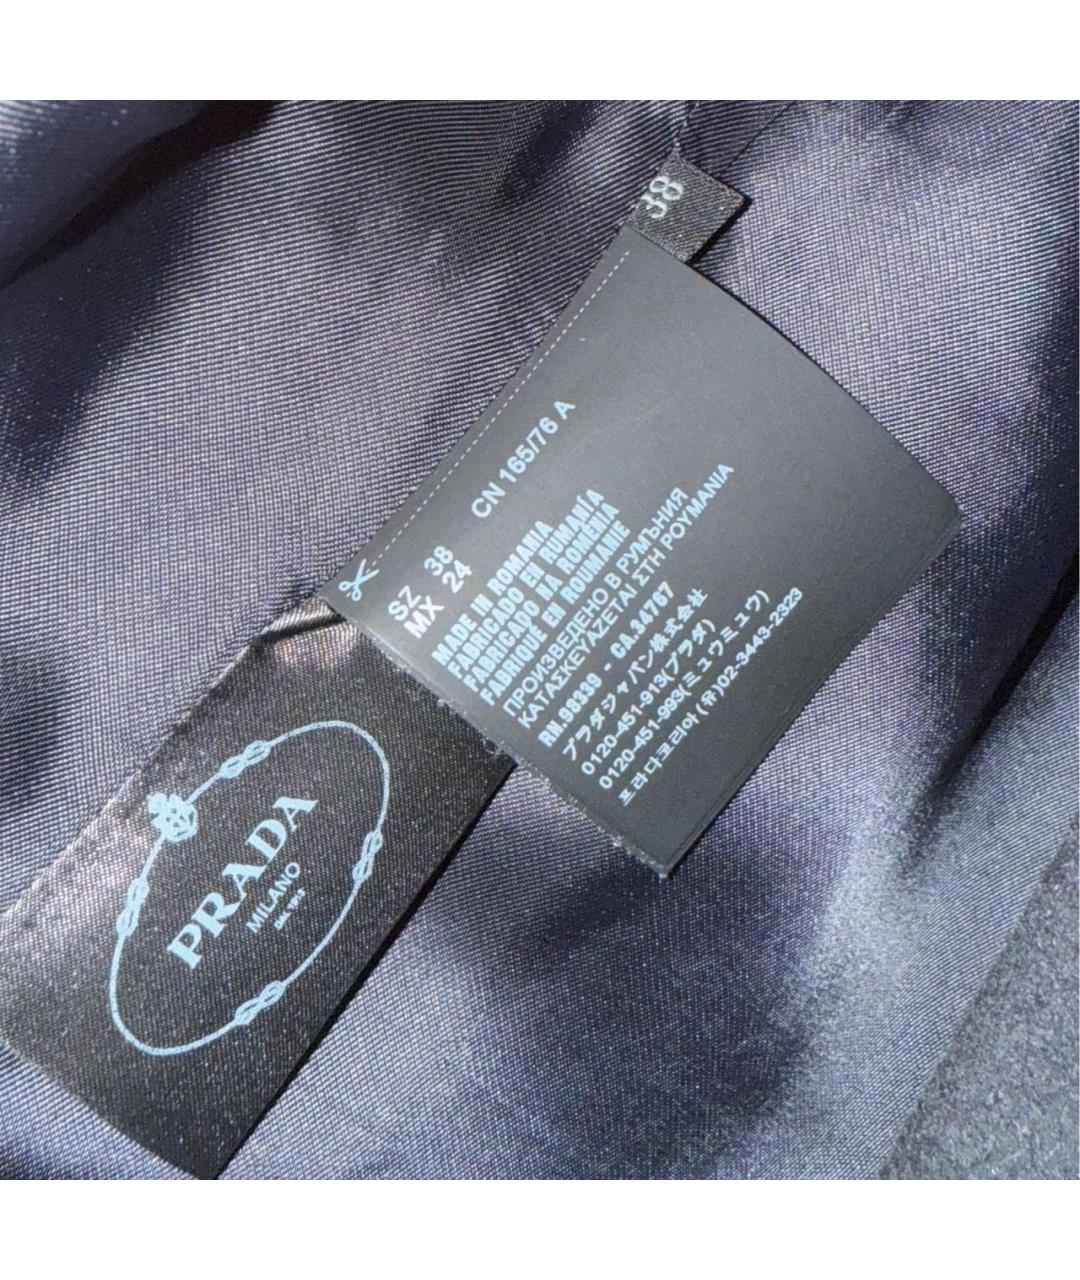 38
CN 165/76 A
SZ 38
MX 24
MADE IN ROMANIA
FABRICADO EN RUMANÍA
FABRICADO NA ROMÉNIA
FABRIQUÉ EN ROUMANIE
ПРОИЗВЕДЕНО В РУМЪНИЯ
ΚΑΤΑΣΚΕΥΑΖΕΤΑΙ ΣΤΗ ΡΟΥΜΑΝΙΑ
RN.98339 - CA.34767
プラダジャパン株式会社
0120-451-913(プラダ)
0120-451-993(ミュウミュウ)
프라다코리아(유)02-3443-2323
PRADA
MILANO
DAL 1913